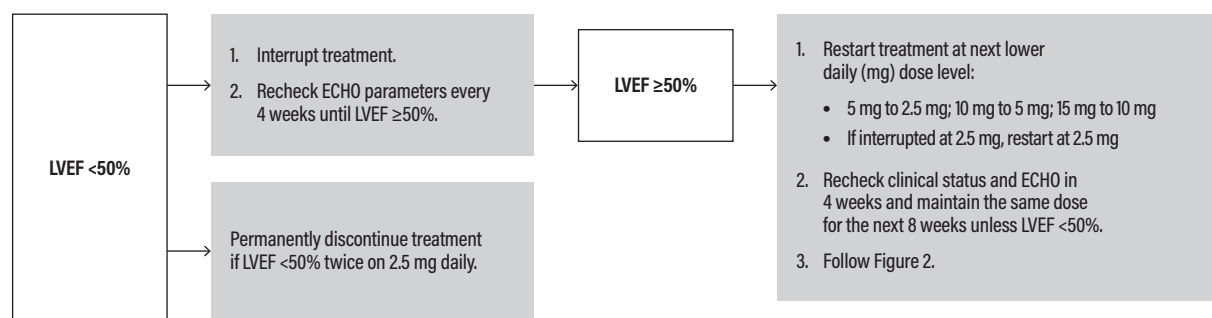 LVEF <50%
1. Interrupt treatment.
2. Recheck ECHO parameters every
4 weeks until LVEF ≥50%.
Permanently discontinue treatment
if LVEF <50% twice on 2.5 mg daily.
LVEF ≥50%
1. Restart treatment at next lower
daily (mg) dose level:
• 5 mg to 2.5 mg; 10 mg to 5 mg; 15 mg to 10 mg
• If interrupted at 2.5 mg, restart at 2.5 mg
2. Recheck clinical status and ECHO in
4 weeks and maintain the same dose
for the next 8 weeks unless LVEF <50%.
3. Follow Figure 2.